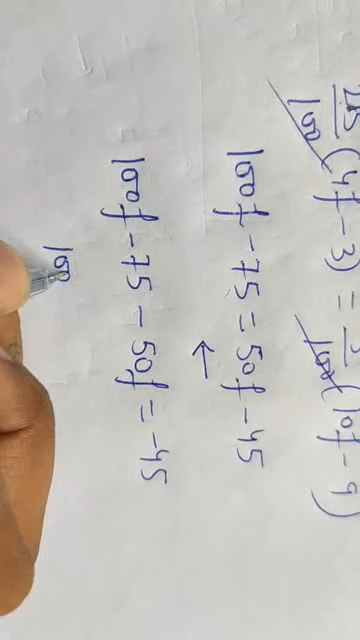 25/100 (4f - 3) = 5/100 (10f - 9)
100f - 75 = 50f - 45
←
100f - 75 - 50f = -45
100